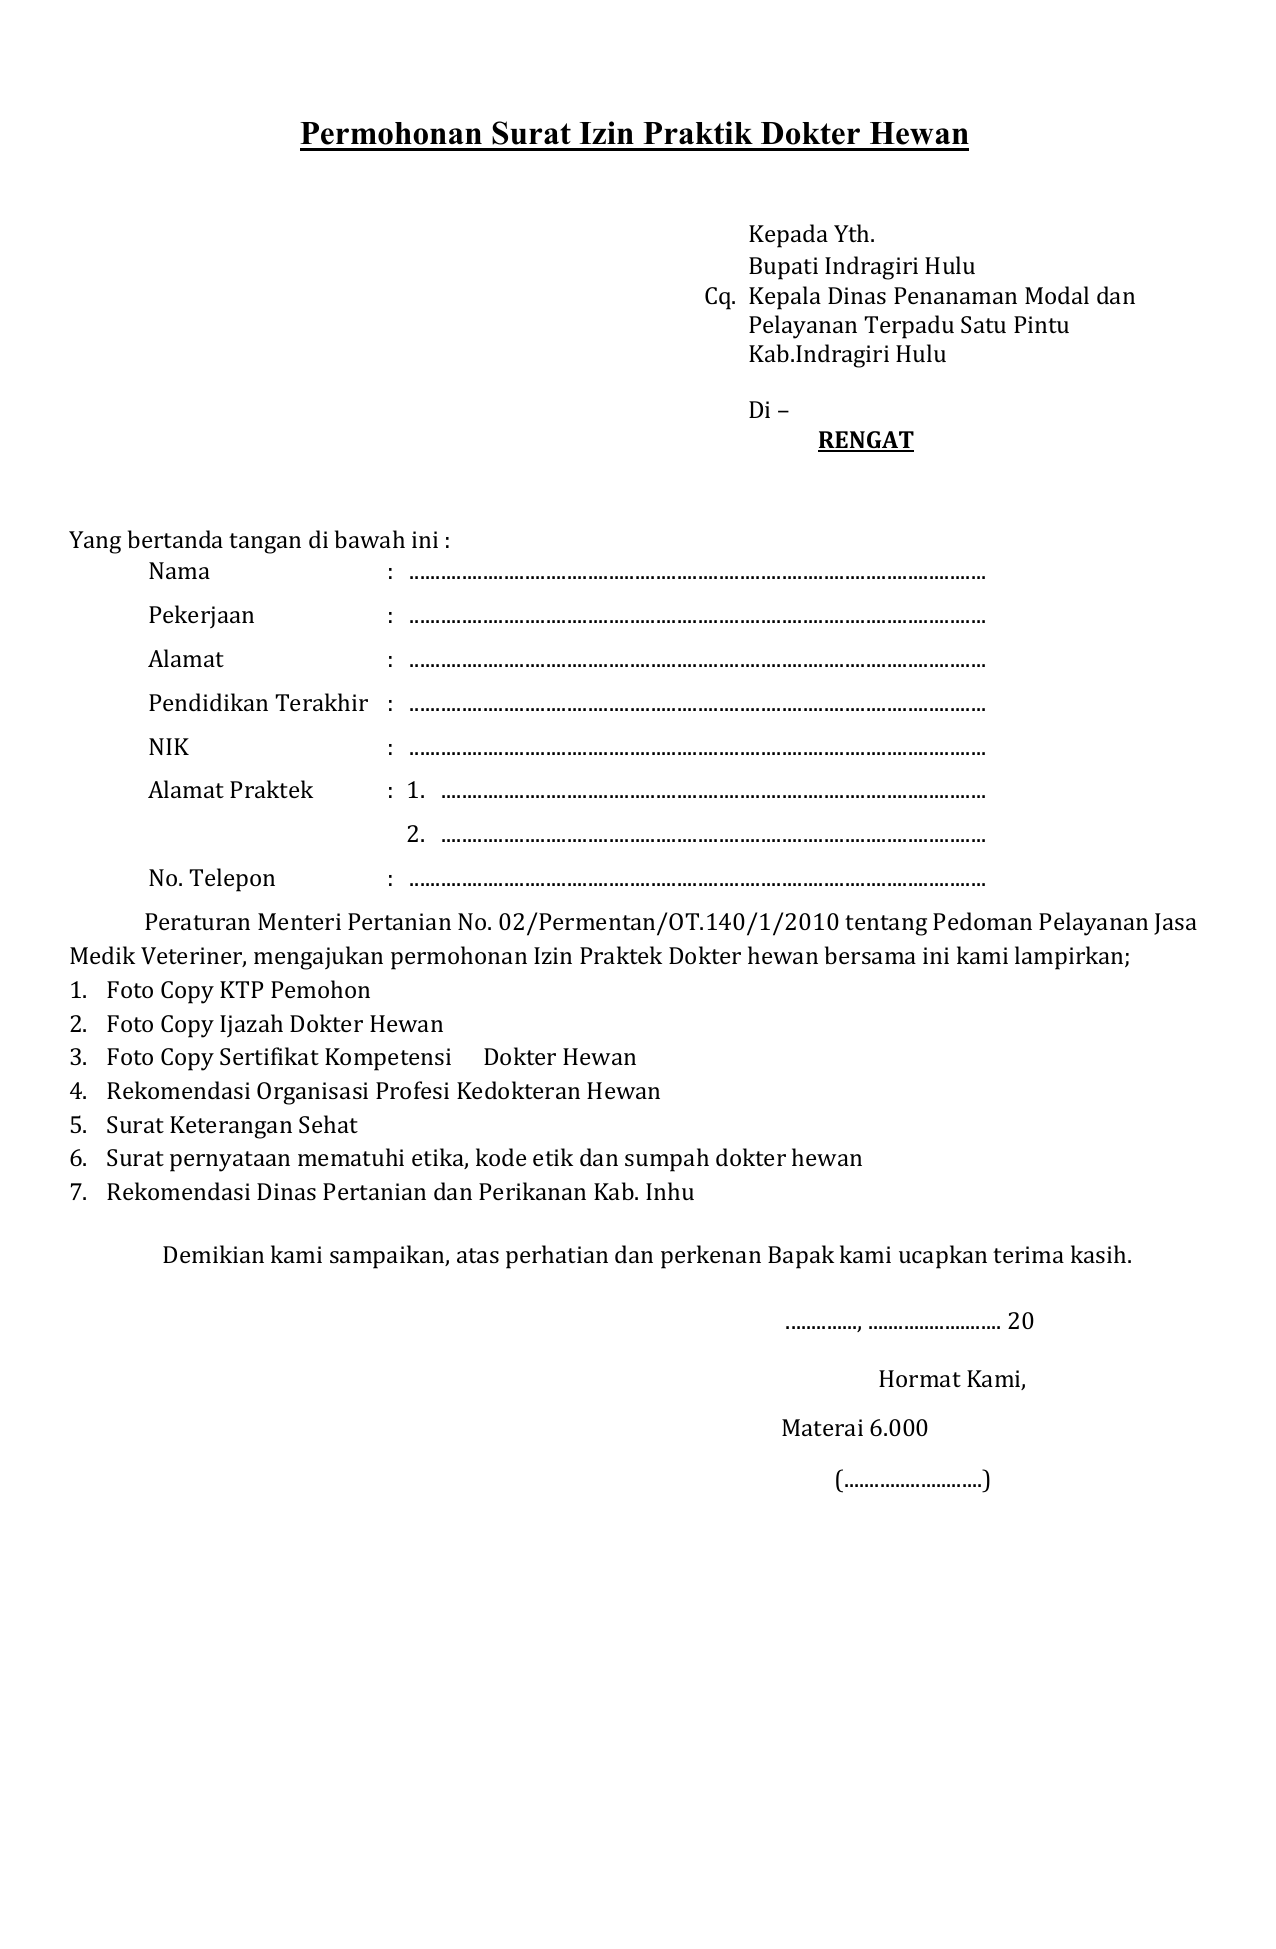 Permohonan Surat Izin Praktik Dokter Hewan
Kepada Yth.
Bupati Indragiri Hulu
Cq. Kepala Dinas Penanaman Modal dan
Pelayanan Terpadu Satu Pintu
Kab.Indragiri Hulu
Di –
RENGAT
Yang bertanda tangan di bawah ini :
Nama : ..............................................................................................................
Pekerjaan : ..............................................................................................................
Alamat : ..............................................................................................................
Pendidikan Terakhir : ..............................................................................................................
NIK : ..............................................................................................................
Alamat Praktek : 1. ........................................................................................................
2. ........................................................................................................
No. Telepon : ..............................................................................................................
Peraturan Menteri Pertanian No. 02/Permentan/OT.140/1/2010 tentang Pedoman Pelayanan Jasa
Medik Veteriner, mengajukan permohonan Izin Praktek Dokter hewan bersama ini kami lampirkan;
1. Foto Copy KTP Pemohon
2. Foto Copy Ijazah Dokter Hewan
3. Foto Copy Sertifikat Kompetensi Dokter Hewan
4. Rekomendasi Organisasi Profesi Kedokteran Hewan
5. Surat Keterangan Sehat
6. Surat pernyataan mematuhi etika, kode etik dan sumpah dokter hewan
7. Rekomendasi Dinas Pertanian dan Perikanan Kab. Inhu
Demikian kami sampaikan, atas perhatian dan perkenan Bapak kami ucapkan terima kasih.
.............., .......................... 20
Hormat Kami,
Materai 6.000
(...........................)